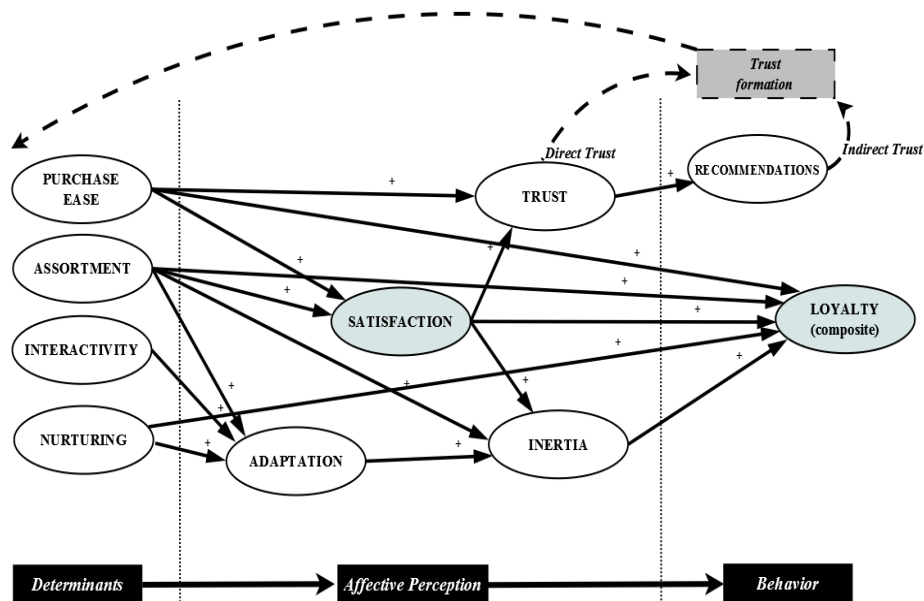 Trust
formation
Direct Trust
Indirect Trust
PURCHASE
EASE
+
TRUST
+
RECOMMENDATIONS
+
+
+
ASSORTMENT
+
+
+
SATISFACTION
+
LOYALTY
(composite)
INTERACTIVITY
+
+
+
+
+
+
NURTURING
+
ADAPTATION
+
INERTIA
Determinants
Affective Perception
Behavior